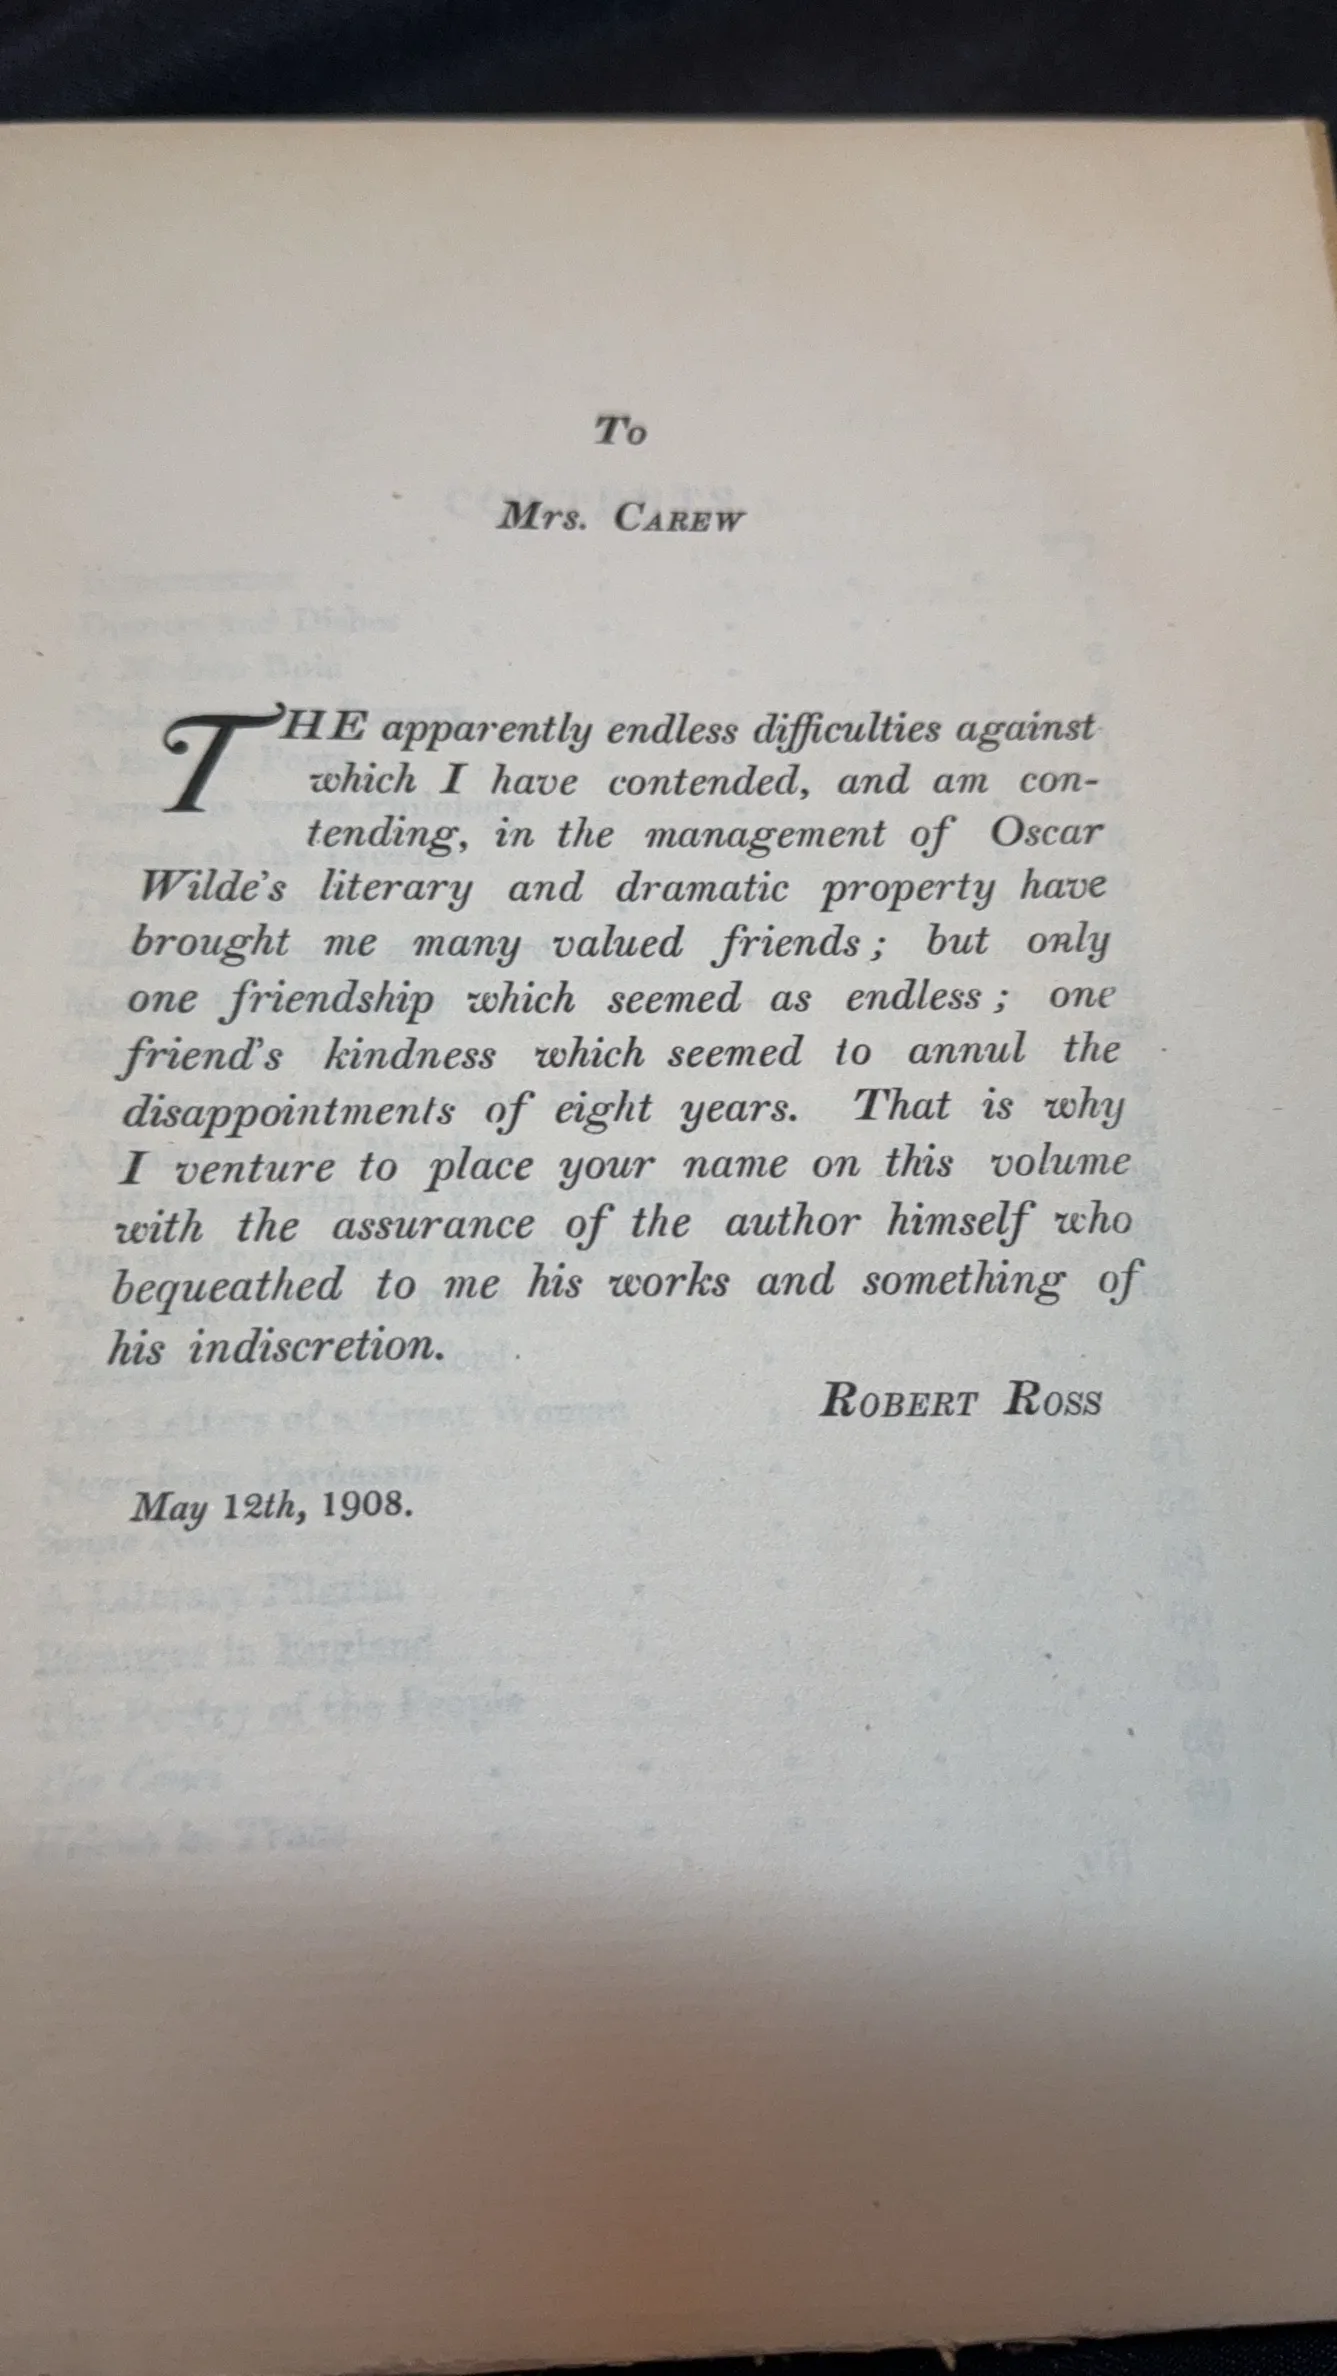 To
Mrs. CAREW
THE apparently endless difficulties against
which I have contended, and am con-
tending, in the management of Oscar
Wilde's literary and dramatic property have
brought me many valued friends; but only
one friendship which seemed as endless; one
friend's kindness which seemed to annul the
disappointments of eight years. That is why
I venture to place your name on this volume
with the assurance of the author himself who
bequeathed to me his works and something of
his indiscretion.
ROBERT ROSS
May 12th, 1908.